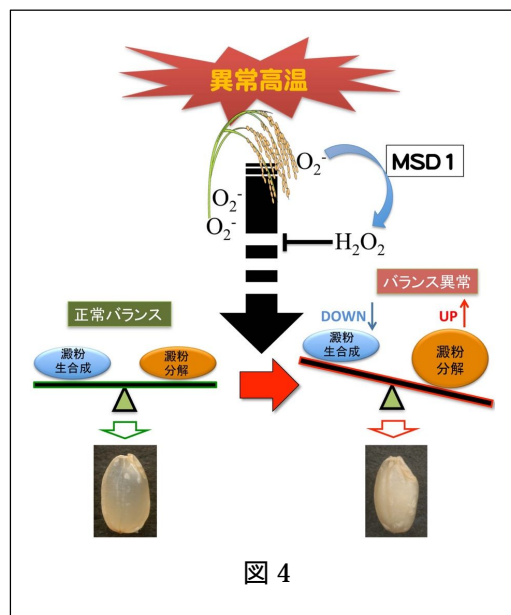 異常高温
O₂⁻
MSD1
O₂⁻
O₂⁻
H₂O₂
バランス異常
正常バランス
DOWN
UP
澱粉
生合成
澱粉
分解
澱粉
生合成
澱粉
分解
図 4